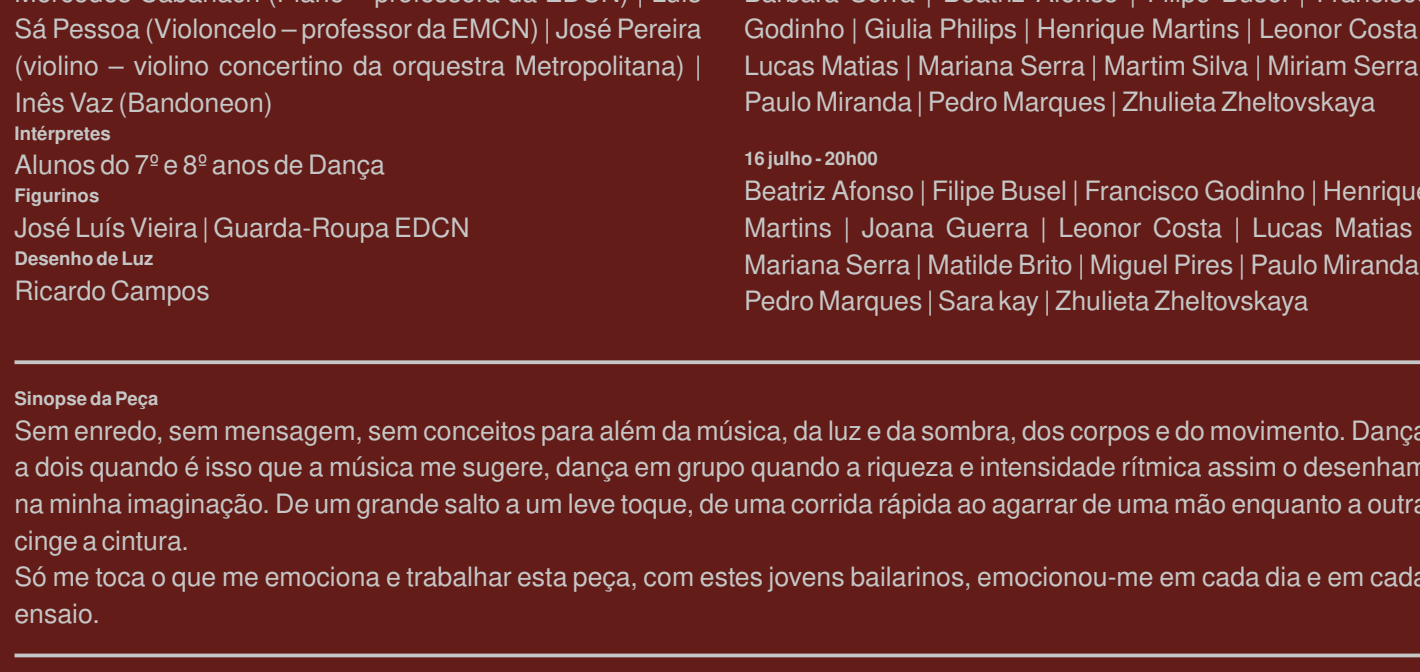 Sá Pessoa (Violoncelo – professor da EMCN) | José Pereira
(violino – violino concertino da orquestra Metropolitana) |
Inês Vaz (Bandoneon)
Intérpretes
Alunos do 7º e 8º anos de Dança
Figurinos
José Luís Vieira | Guarda-Roupa EDCN
Desenho de Luz
Ricardo Campos
Godinho | Giulia Philips | Henrique Martins | Leonor Costa
Lucas Matias | Mariana Serra | Martim Silva | Miriam Serra
Paulo Miranda | Pedro Marques | Zhulieta Zheltovskaya
16 julho - 20h00
Beatriz Afonso | Filipe Busel | Francisco Godinho | Henrique
Martins | Joana Guerra | Leonor Costa | Lucas Matias
Mariana Serra | Matilde Brito | Miguel Pires | Paulo Miranda
Pedro Marques | Sara kay | Zhulieta Zheltovskaya
Sinopse da Peça
Sem enredo, sem mensagem, sem conceitos para além da música, da luz e da sombra, dos corpos e do movimento. Dança
a dois quando é isso que a música me sugere, dança em grupo quando a riqueza e intensidade rítmica assim o desenham
na minha imaginação. De um grande salto a um leve toque, de uma corrida rápida ao agarrar de uma mão enquanto a outra
cinge a cintura.
Só me toca o que me emociona e trabalhar esta peça, com estes jovens bailarinos, emocionou-me em cada dia e em cada
ensaio.